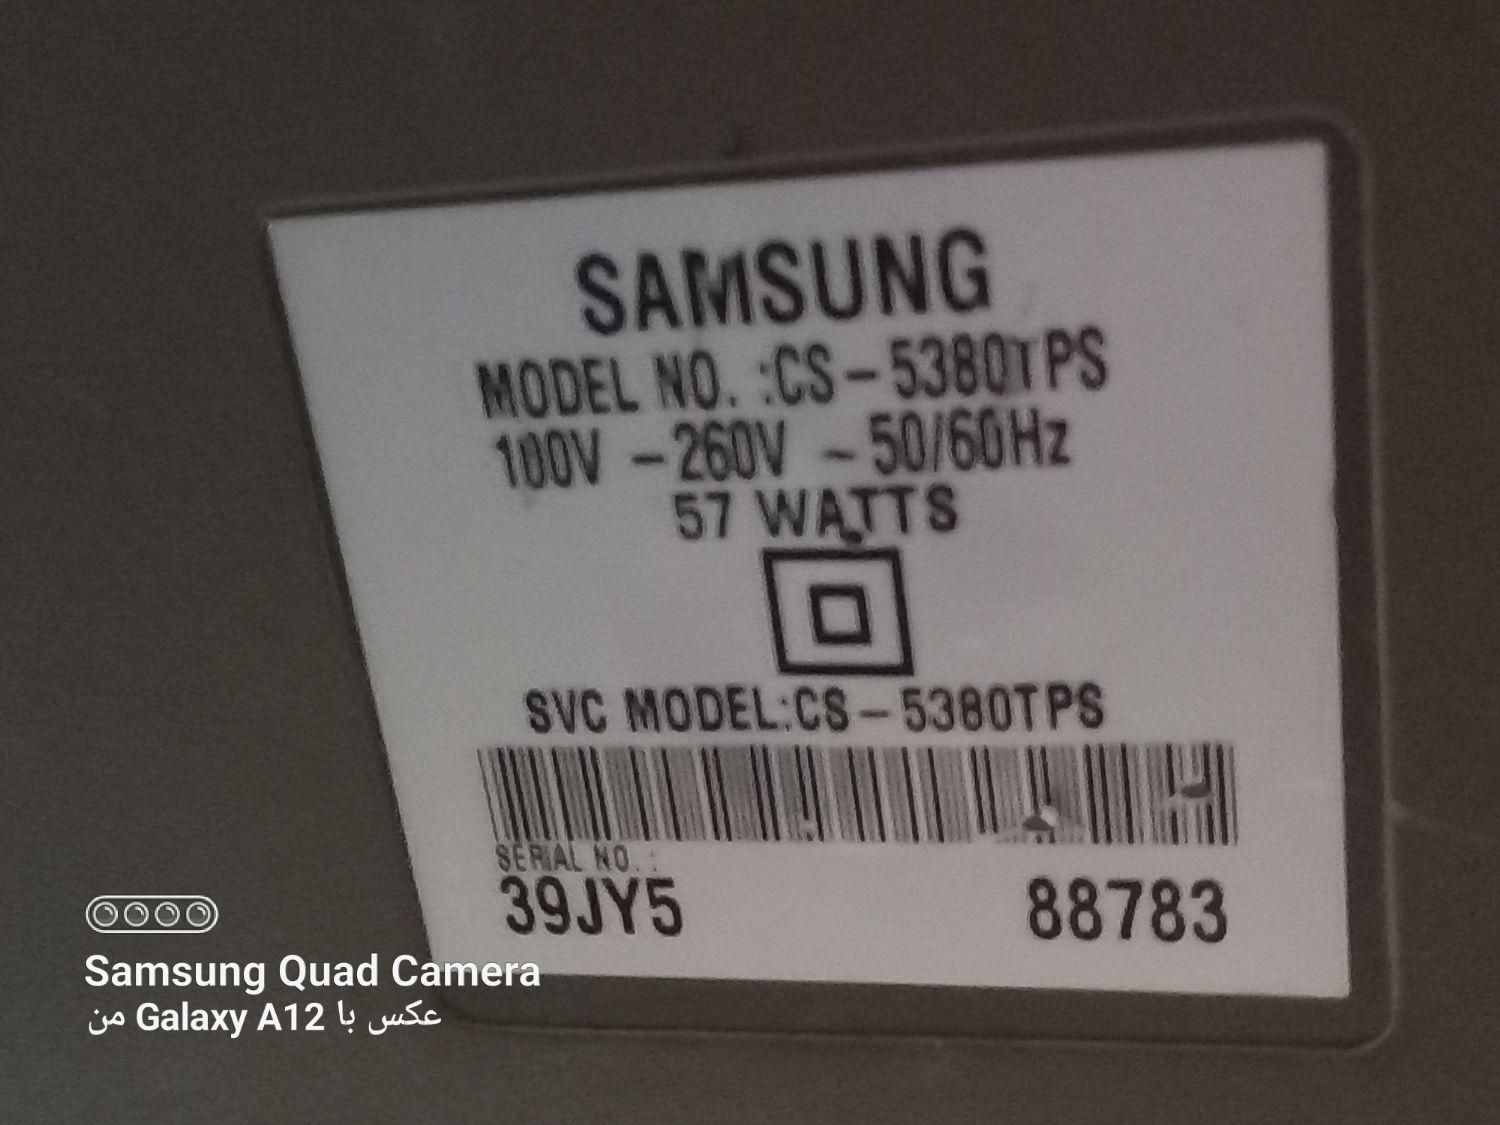 SAMSUNG
MODEL NO. :CS-5380TPS
100V -260V ~50/60Hz
57 WATTS
SVC MODEL:CS-5380TPS
SERIAL NO. :
39JY5 88783
Samsung Quad Camera
عکس با Galaxy A12 من